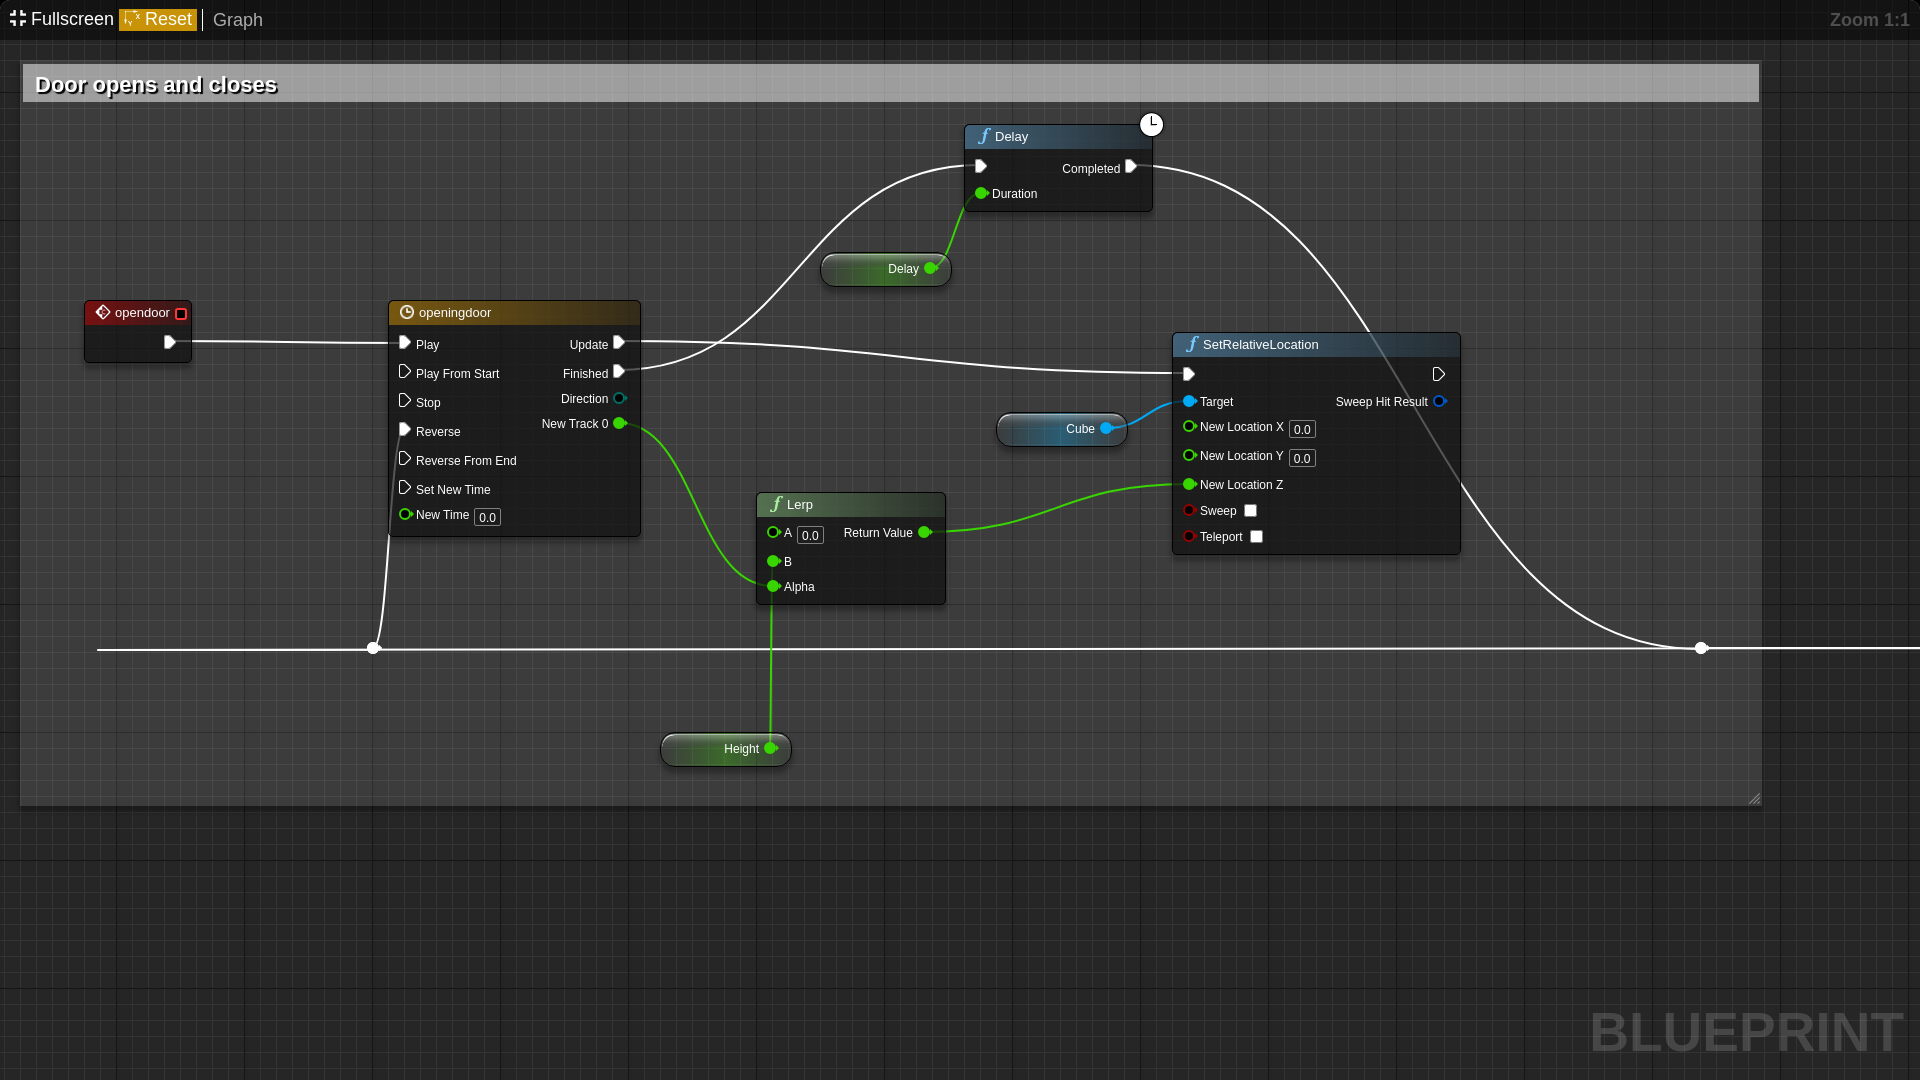 Fullscreen Reset Graph Zoom 1:1
Door opens and closes
Delay
Completed
Duration
Delay
opendoor
openingdoor
Play Update
Play From Start Finished
Stop Direction
Reverse New Track 0
Reverse From End
Set New Time
New Time 0.0
SetRelativeLocation
Target Sweep Hit Result
New Location X 0.0
New Location Y 0.0
New Location Z
Sweep
Teleport
Cube
Lerp
A 0.0 Return Value
B
Alpha
Height
BLUEPRINT